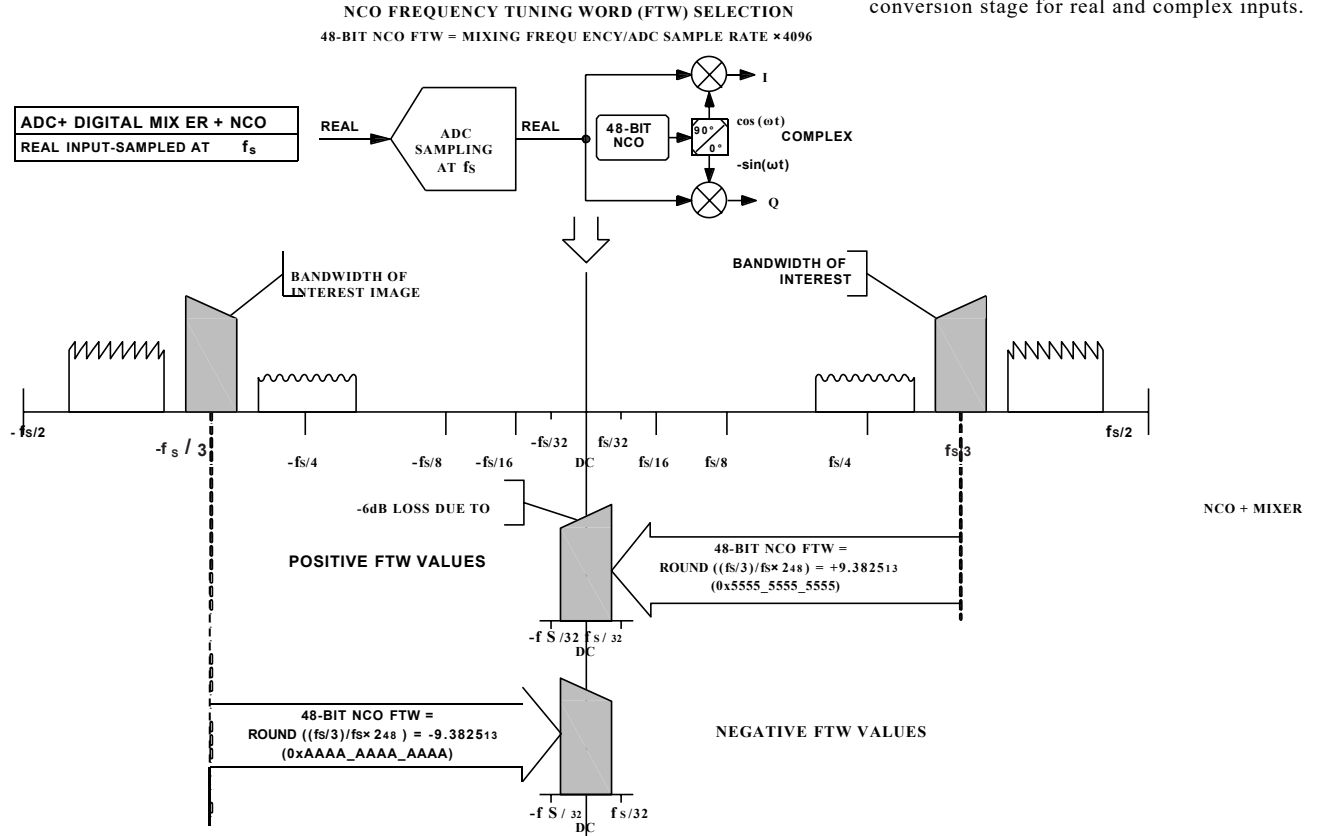 conversion stage for real and complex inputs.
NCO FREQUENCY TUNING WORD (FTW) SELECTION
48-BIT NCO FTW = MIXING FREQU ENCY/ADC SAMPLE RATE ×4096
ADC+ DIGITAL MIX ER + NCO
REAL INPUT-SAMPLED AT fs
REAL
ADC
SAMPLING
AT fS
REAL
48-BIT
NCO
90°
0°
cos (ωt)
COMPLEX
-sin(ωt)
I
Q
BANDWIDTH OF
INTEREST IMAGE
BANDWIDTH OF
INTEREST
- fs/2
-f s / 3
-fs/4
-fs/8
-fs/16
-fs/32
DC
fs/32
fs/16
fs/8
fs/4
fs/3
fs/2
-6dB LOSS DUE TO
NCO + MIXER
POSITIVE FTW VALUES
48-BIT NCO FTW =
ROUND ((fs/3)/fs× 248 ) = +9.382513
(0x5555_5555_5555)
-f S /32 f s / 32
DC
48-BIT NCO FTW =
ROUND ((fs/3)/fs× 248 ) = -9.382513
(0xAAAA_AAAA_AAAA)
NEGATIVE FTW VALUES
-f S / 32 f s/32
DC